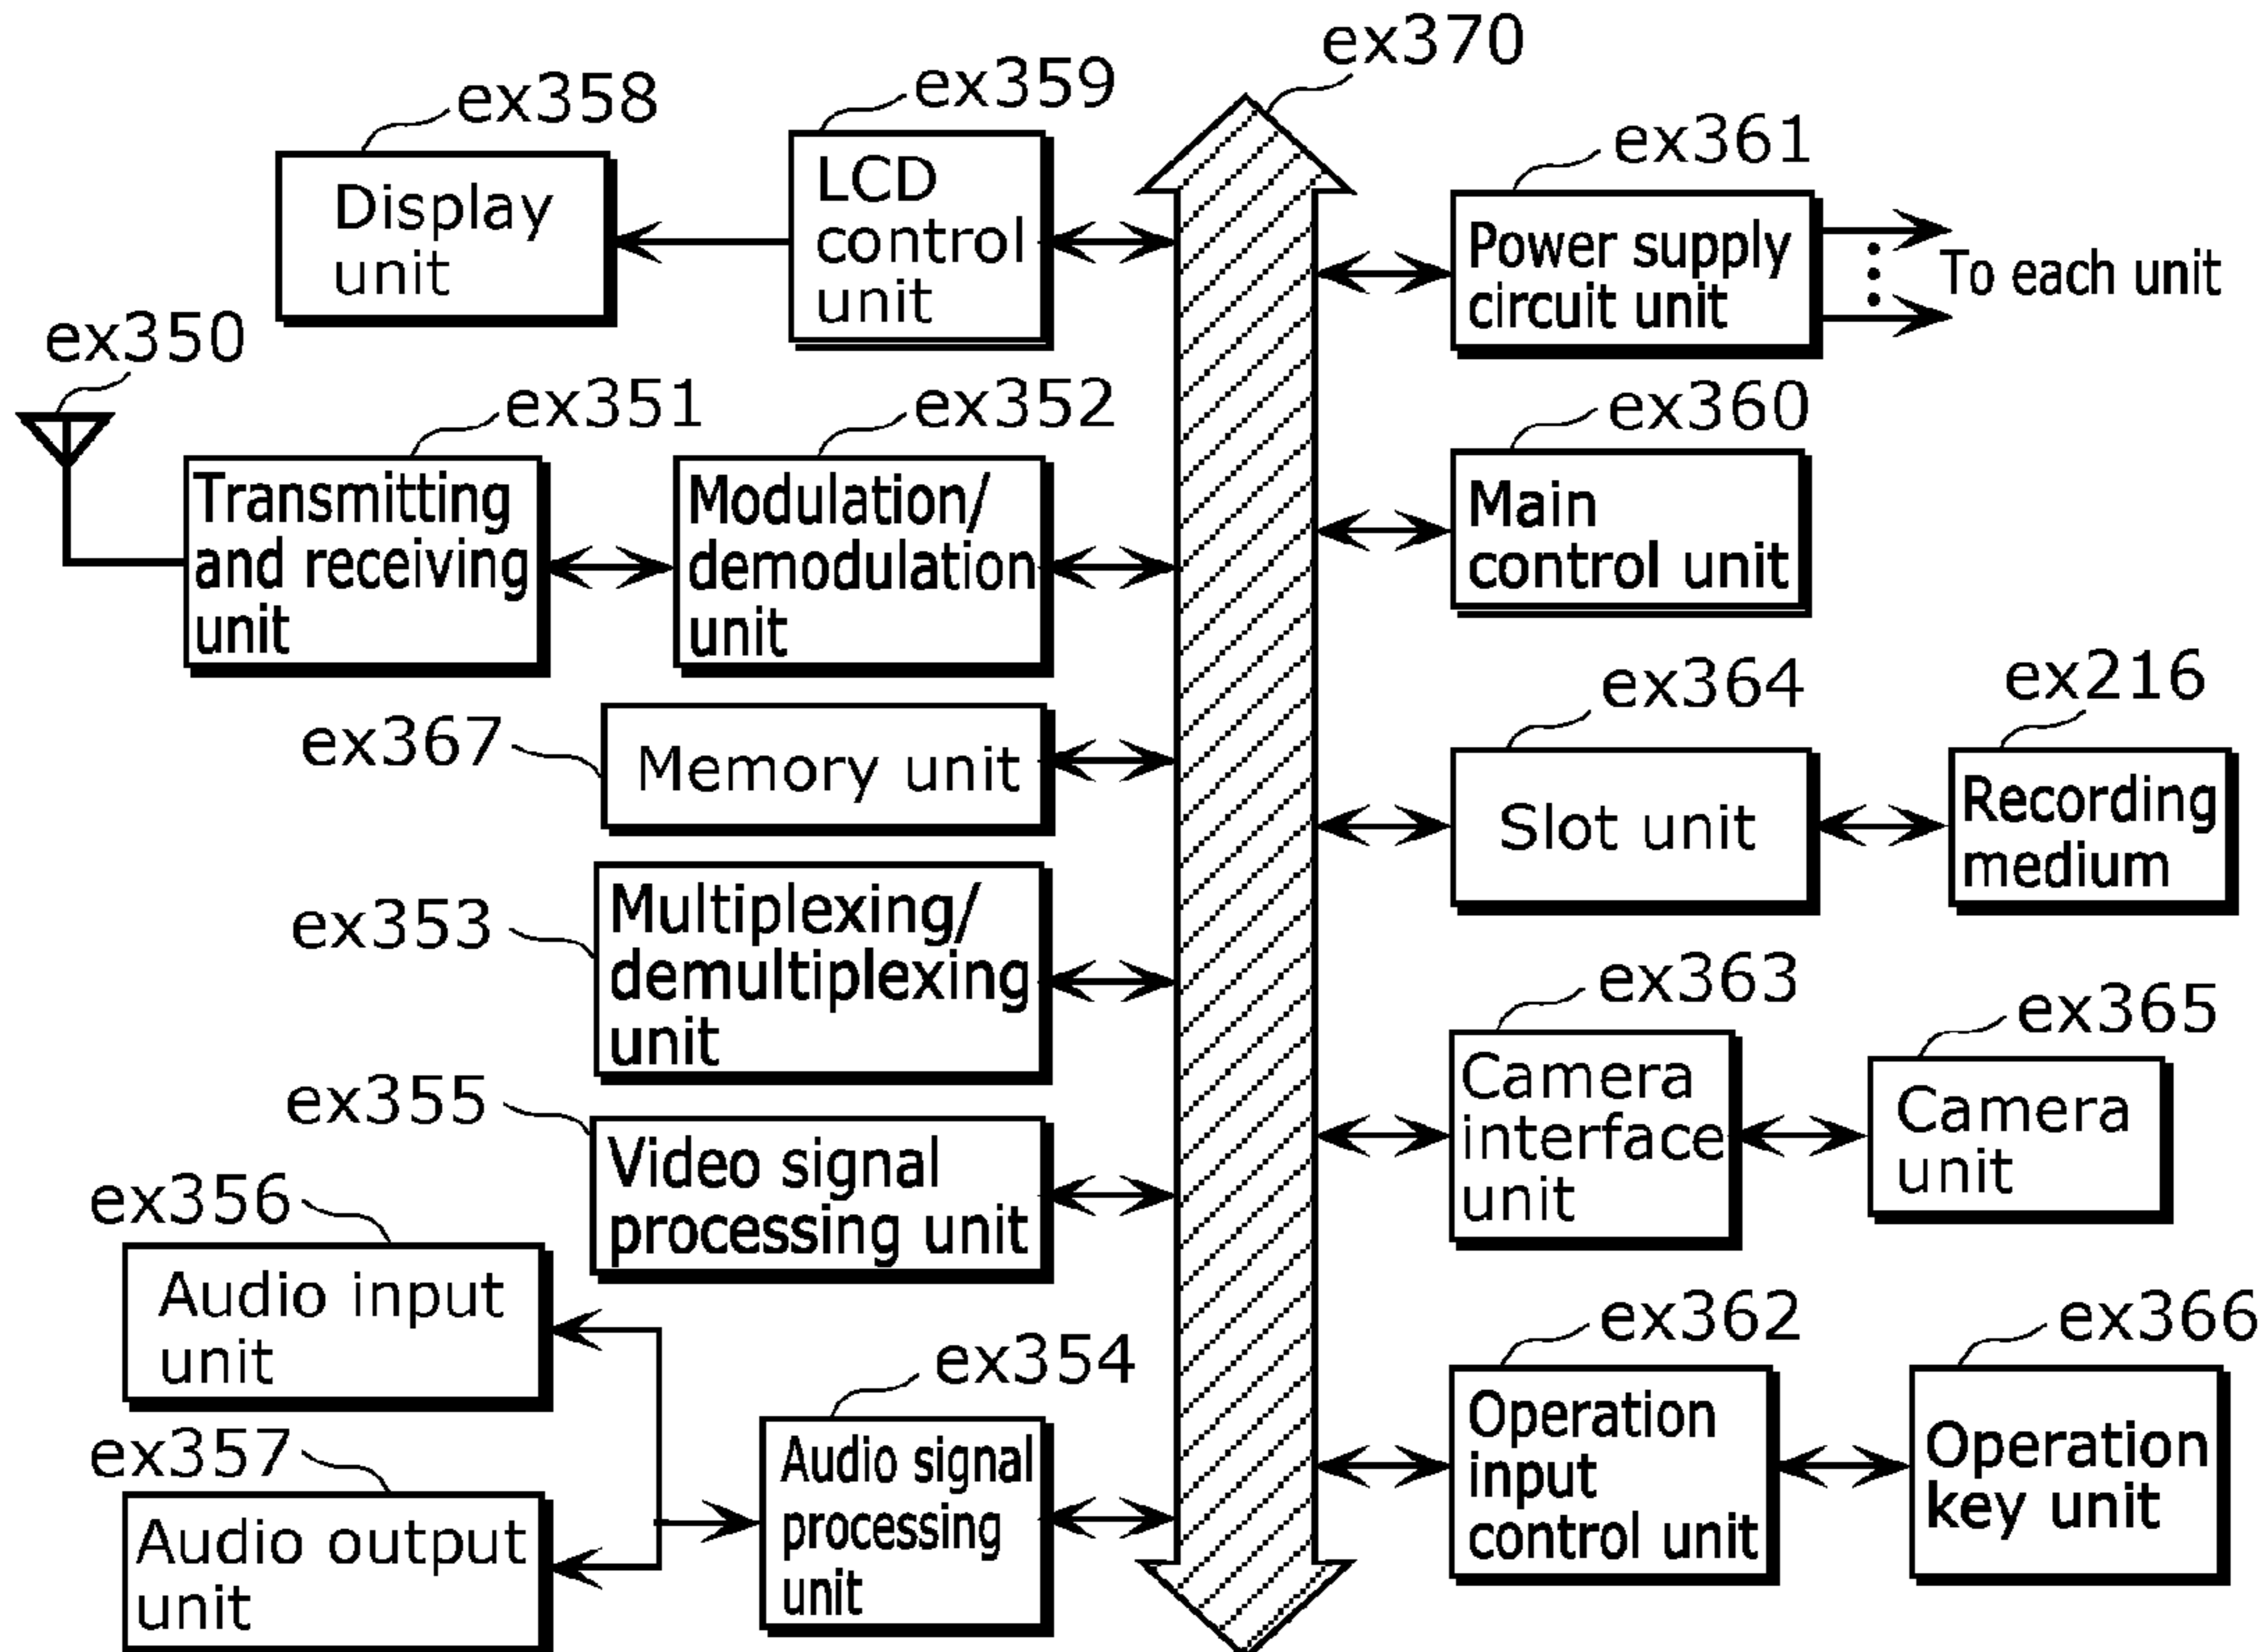 ex370
ex358
ex359
ex361
Display
unit
LCD
control
unit
Power supply
circuit unit
To each unit
ex350
ex351
ex352
ex360
Transmitting
and receiving
unit
Modulation/
demodulation
unit
Main
control unit
ex364
ex216
ex367
Memory unit
Slot unit
Recording
medium
ex353
Multiplexing/
demultiplexing
unit
ex363
ex365
Camera
interface
unit
Camera
unit
ex355
Video signal
processing unit
ex356
Audio input
unit
ex354
ex362
ex366
ex357
Audio output
unit
Audio signal
processing
unit
Operation
input
control unit
Operation
key unit